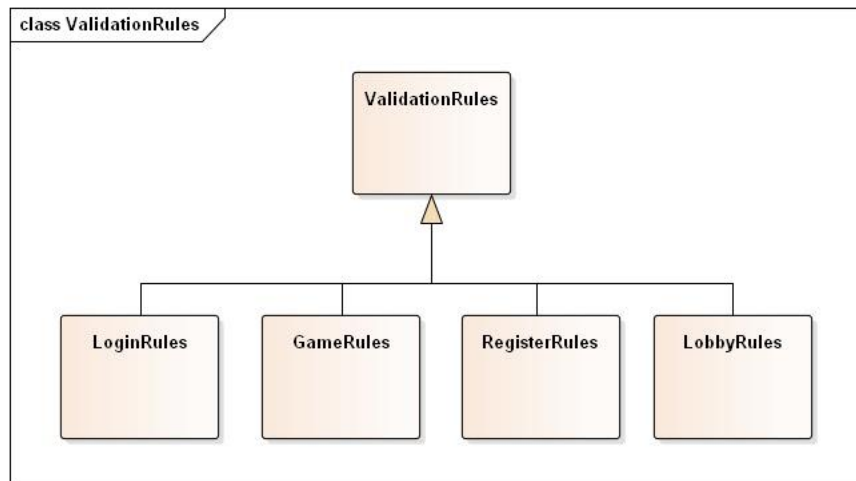 class ValidationRules
ValidationRules
LoginRules
GameRules
RegisterRules
LobbyRules